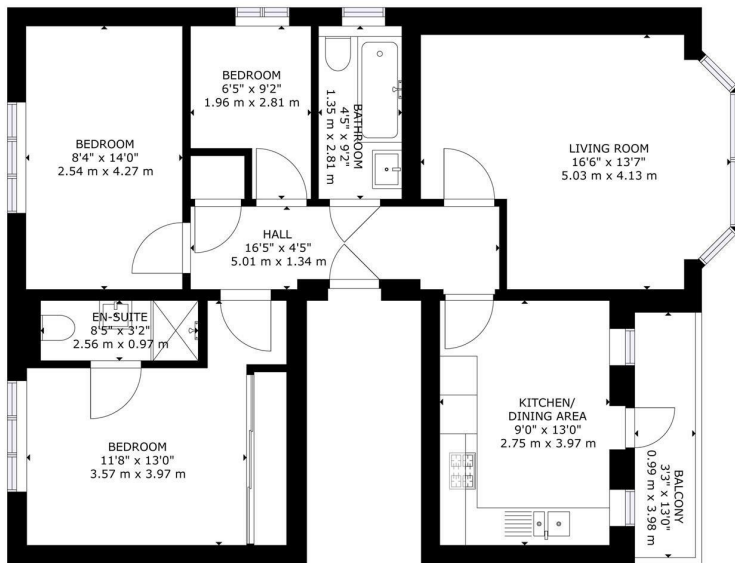 BEDROOM
8'4" x 14'0"
2.54 m x 4.27 m
BEDROOM
6'5" x 9'2"
1.96 m x 2.81 m
BATHROOM
4'5" x 9'2"
1.35 m x 2.81 m
LIVING ROOM
16'6" x 13'7"
5.03 m x 4.13 m
HALL
16'5" x 4'5"
5.01 m x 1.34 m
EN-SUITE
8'5" x 3'2"
2.56 m x 0.97 m
BEDROOM
11'8" x 13'0"
3.57 m x 3.97 m
KITCHEN/
DINING AREA
9'0" x 13'0"
2.75 m x 3.97 m
BALCONY
3'3" x 13'0"
0.99 m x 3.98 m